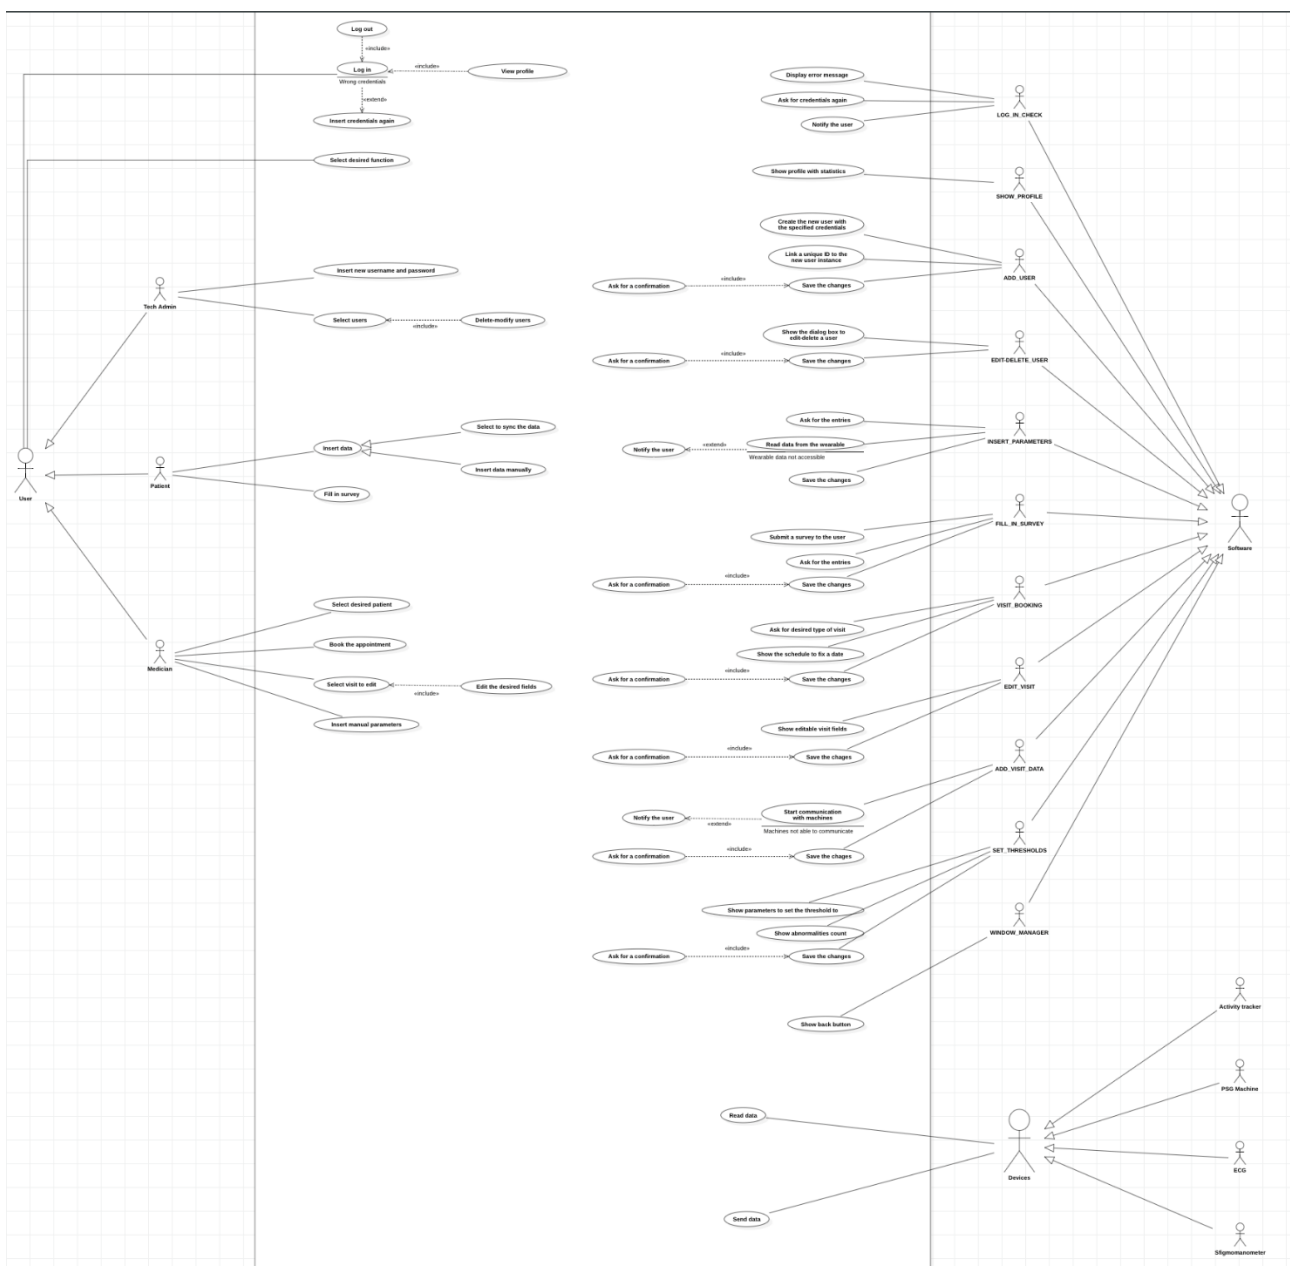 Log out
«include»
Log in
Wrong credentials
«include»
View profile
«extend»
Insert credentials again
Select desired function
Insert new username and password
Tech Admin
Select users
«include»
Delete-modify users
Select to sync the data
Insert data
Insert data manually
Patient
Fill in survey
User
Select desired patient
Book the appointment
Medician
Select visit to edit
«include»
Edit the desired fields
Insert manual parameters
Display error message
Ask for credentials again
Notify the user
LOG_IN_CHECK
Show profile with statistics
SHOW_PROFILE
Create the new user with
the specified credentials
Link a unique ID to the
new user instance
ADD_USER
Ask for a confirmation
«include»
Save the changes
Show the dialog box to
edit-delete a user
EDIT-DELETE_USER
Ask for a confirmation
«include»
Save the changes
Ask for the entries
INSERT_PARAMETERS
Notify the user
«extend»
Read data from the wearable
Wearable data not accessible
Save the changes
FILL_IN_SURVEY
Submit a survey to the user
Ask for the entries
Ask for a confirmation
«include»
Save the changes
Software
VISIT_BOOKING
Ask for desired type of visit
Show the schedule to fix a date
Ask for a confirmation
«include»
Save the changes
EDIT_VISIT
Show editable visit fields
Ask for a confirmation
«include»
Save the chages
ADD_VISIT_DATA
Start communication
with machines
Notify the user
«extend»
Machines not able to communicate
Ask for a confirmation
«include»
Save the chages
SET_THRESHOLDS
Show parameters to set the threshold to
Show abnormalities count
Ask for a confirmation
«include»
Save the changes
WINDOW_MANAGER
Show back button
Activity tracker
PSG Machine
Read data
Devices
ECG
Send data
Sfigmomanometer